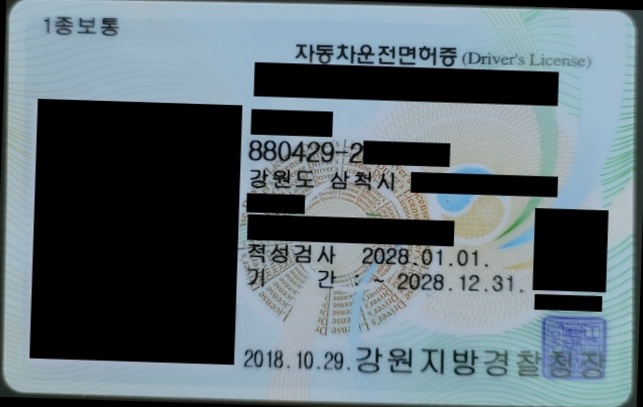 1종보통
자동차운전면허증 (Driver's License)
880429-2
강원도 삼척시
적성검사 2028.01.01.
기 간 : ~ 2028.12.31.
2018.10.29. 강원지방경찰청장